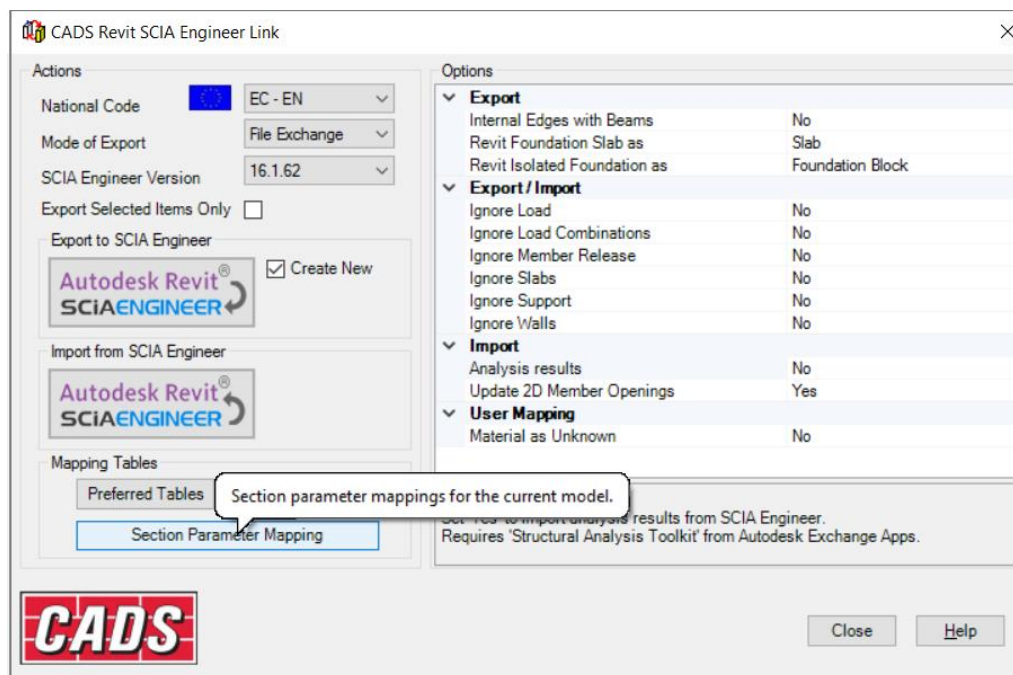 CADS Revit SCIA Engineer Link
Actions
National Code EC - EN
Mode of Export File Exchange
SCIA Engineer Version 16.1.62
Export Selected Items Only
Export to SCIA Engineer
Autodesk Revit®
SCiAENGINEER
Create New
Import from SCIA Engineer
Autodesk Revit®
SCiAENGINEER
Mapping Tables
Preferred Tables
Section parameter mappings for the current model.
Section Parameter Mapping
Options
Export
Internal Edges with Beams No
Revit Foundation Slab as Slab
Revit Isolated Foundation as Foundation Block
Export / Import
Ignore Load No
Ignore Load Combinations No
Ignore Member Release No
Ignore Slabs No
Ignore Support No
Ignore Walls No
Import
Analysis results No
Update 2D Member Openings Yes
User Mapping
Material as Unknown No
Set 'Yes' to import analysis results from SCIA Engineer.
Requires 'Structural Analysis Toolkit' from Autodesk Exchange Apps.
CADS
Close
Help